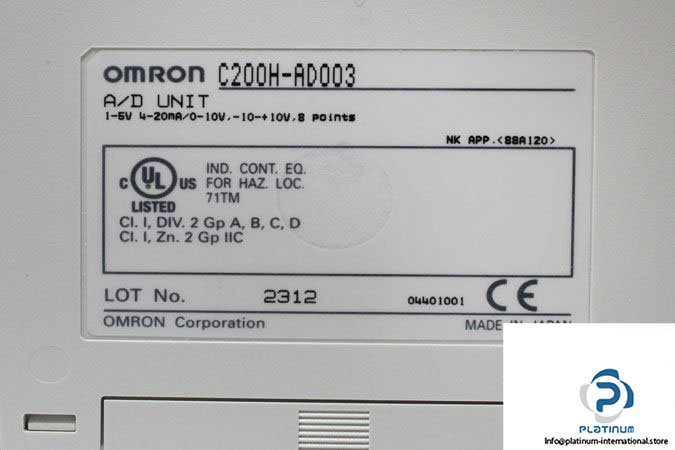 OMRON C200H-AD003
A/D UNIT
1-5V 4-20mA/0-10V,-10-+10V,8 Points
NK APP.<88A120>
C UL US
LISTED
IND. CONT. EQ.
FOR HAZ. LOC.
71TM
Cl. I, DIV. 2 Gp A, B, C, D
Cl. I, Zn. 2 Gp IIC
LOT No. 2312 04401001 CE
OMRON Corporation MADE IN JAPAN
P
PLATINUM
Info@platinum-international.store